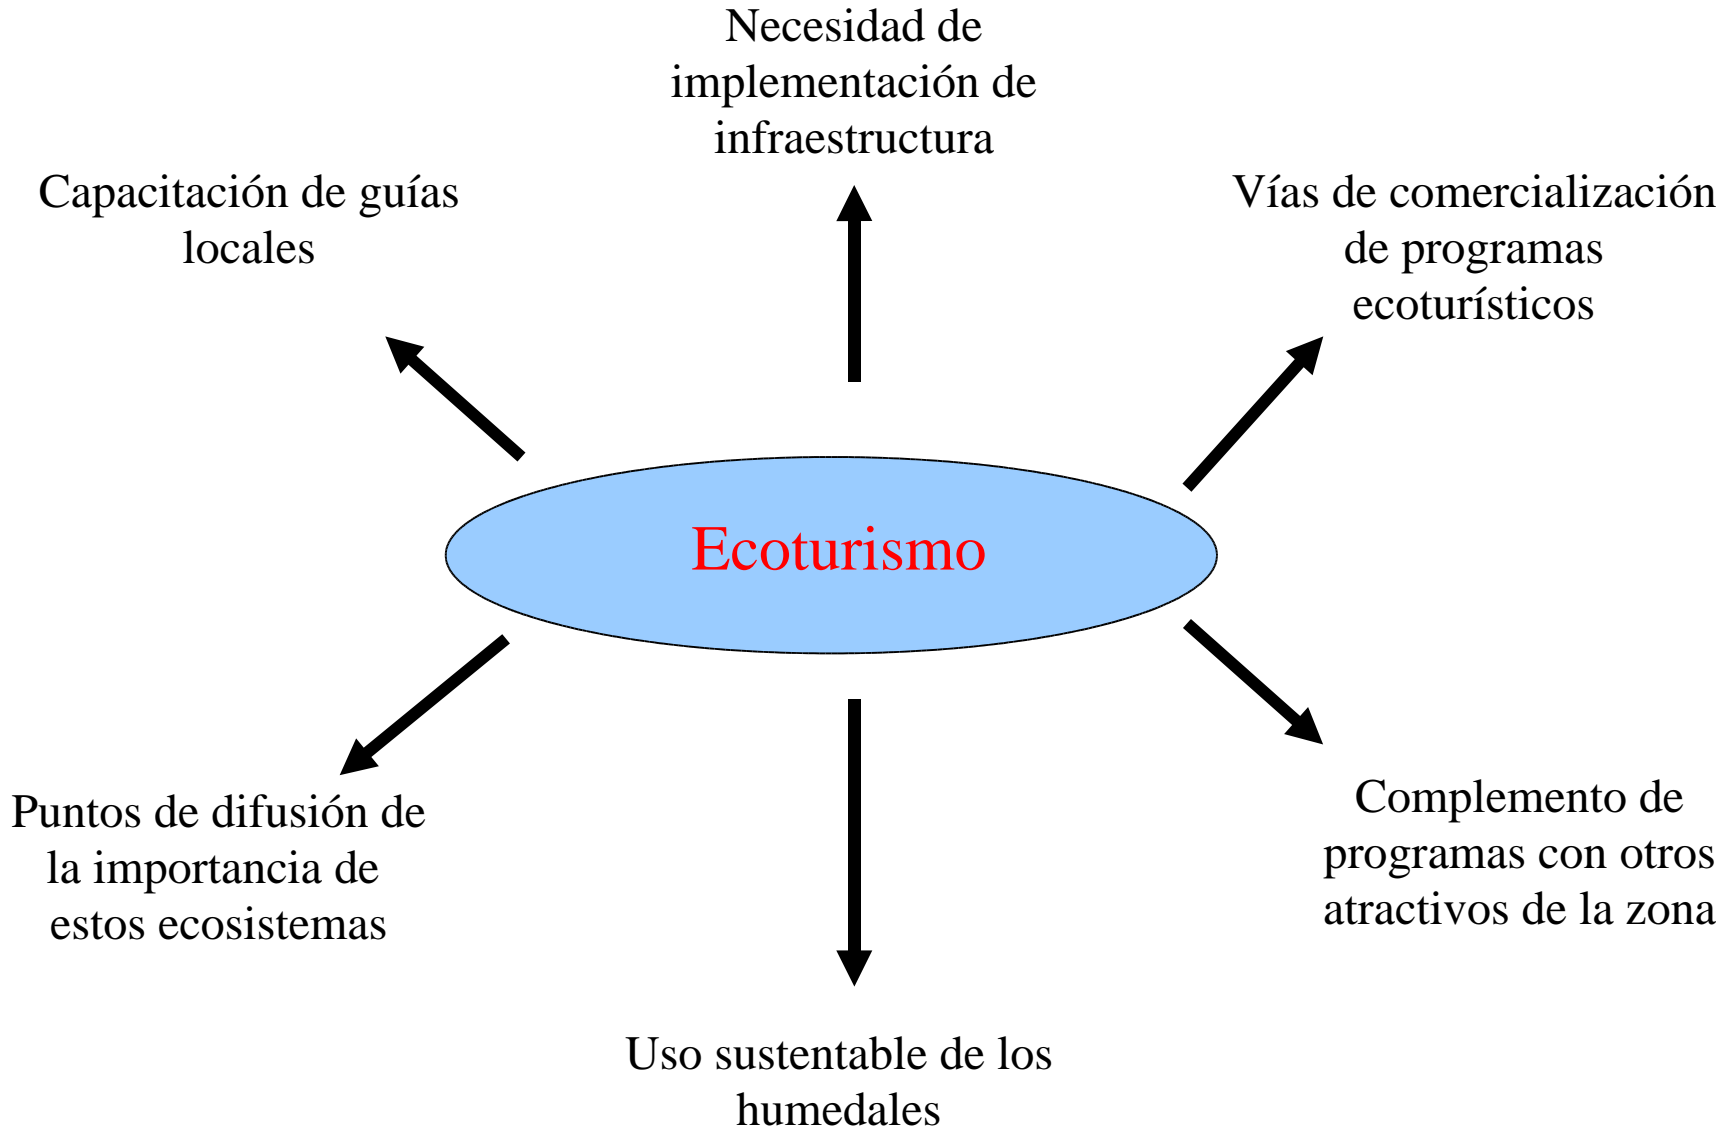 Necesidad de
implementación de
infraestructura
Capacitación de guías
locales
Vías de comercialización
de programas
ecoturísticos
Ecoturismo
Puntos de difusión de
la importancia de
estos ecosistemas
Complemento de
programas con otros
atractivos de la zona
Uso sustentable de los
humedales